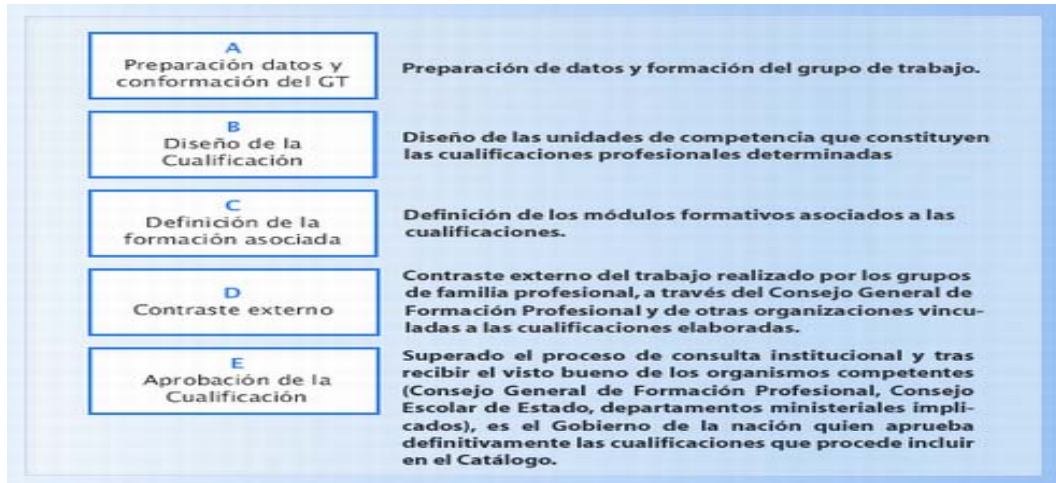 A
Preparación datos y
conformación del GT
Preparación de datos y formación del grupo de trabajo.
B
Diseño de la
Cualificación
Diseño de las unidades de competencia que constituyen
las cualificaciones profesionales determinadas
C
Definición de la
formación asociada
Definición de los módulos formativos asociados a las
cualificaciones.
D
Contraste externo
Contraste externo del trabajo realizado por los grupos
de familia profesional, a través del Consejo General de
Formación Profesional y de otras organizaciones vincu-
ladas a las cualificaciones elaboradas.
E
Aprobación de la
Cualificación
Superado el proceso de consulta institucional y tras
recibir el visto bueno de los organismos competentes
(Consejo General de Formación Profesional, Consejo
Escolar de Estado, departamentos ministeriales impli-
cados), es el Gobierno de la nación quien aprueba
definitivamente las cualificaciones que procede incluir
en el Catálogo.